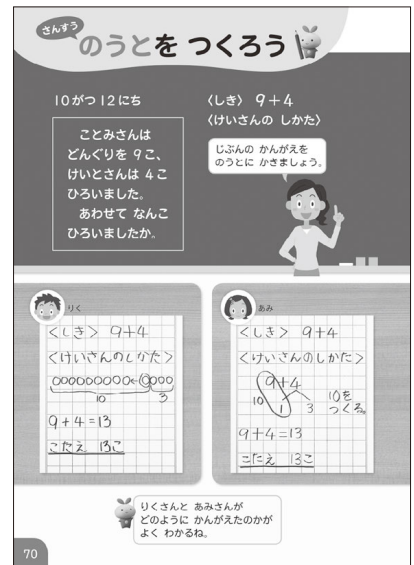 さんすう
のうとを つくろう
10がつ 12にち
ことみさんは
どんぐりを 9こ、
けいとさんは 4こ
ひろいました。
あわせて なんこ
ひろいましたか。
〈しき〉 9+4
〈けいさんの しかた〉
じぶんの かんがえを
のうとに かきましょう。
りく
〈しき〉 9+4
〈けいさんのしかた〉
10 3
9+4=13
こたえ 13こ
あみ
〈しき〉 9+4
〈けいさんのしかた〉
9+4
10 1 3
10を
つくる。
9+4=13
こたえ 13こ
りくさんと あみさんが
どのように かんがえたのかが
よく わかるね。
70